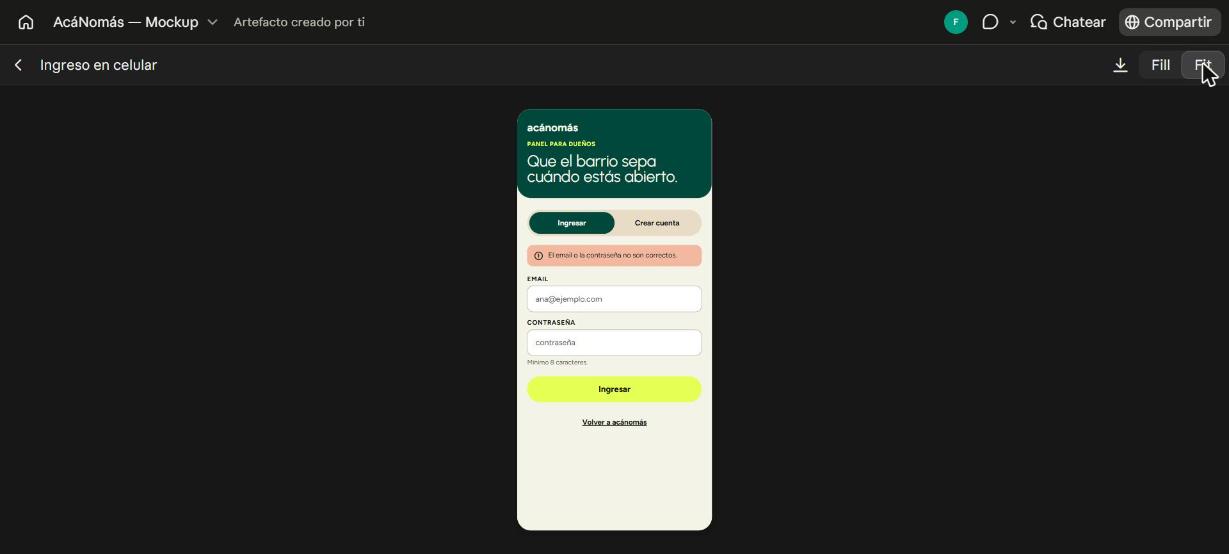 AcáNomás — Mockup
Artefacto creado por ti
F
Chatear
Compartir
Ingreso en celular
Fill
Fit
acánomás
PANEL PARA DUEÑOS
Que el barrio sepa
cuándo estás abierto.
Ingresar
Crear cuenta
El email o la contraseña no son correctos.
EMAIL
ana@ejemplo.com
CONTRASEÑA
contraseña
Mínimo 8 caracteres.
Ingresar
Volver a acánomás